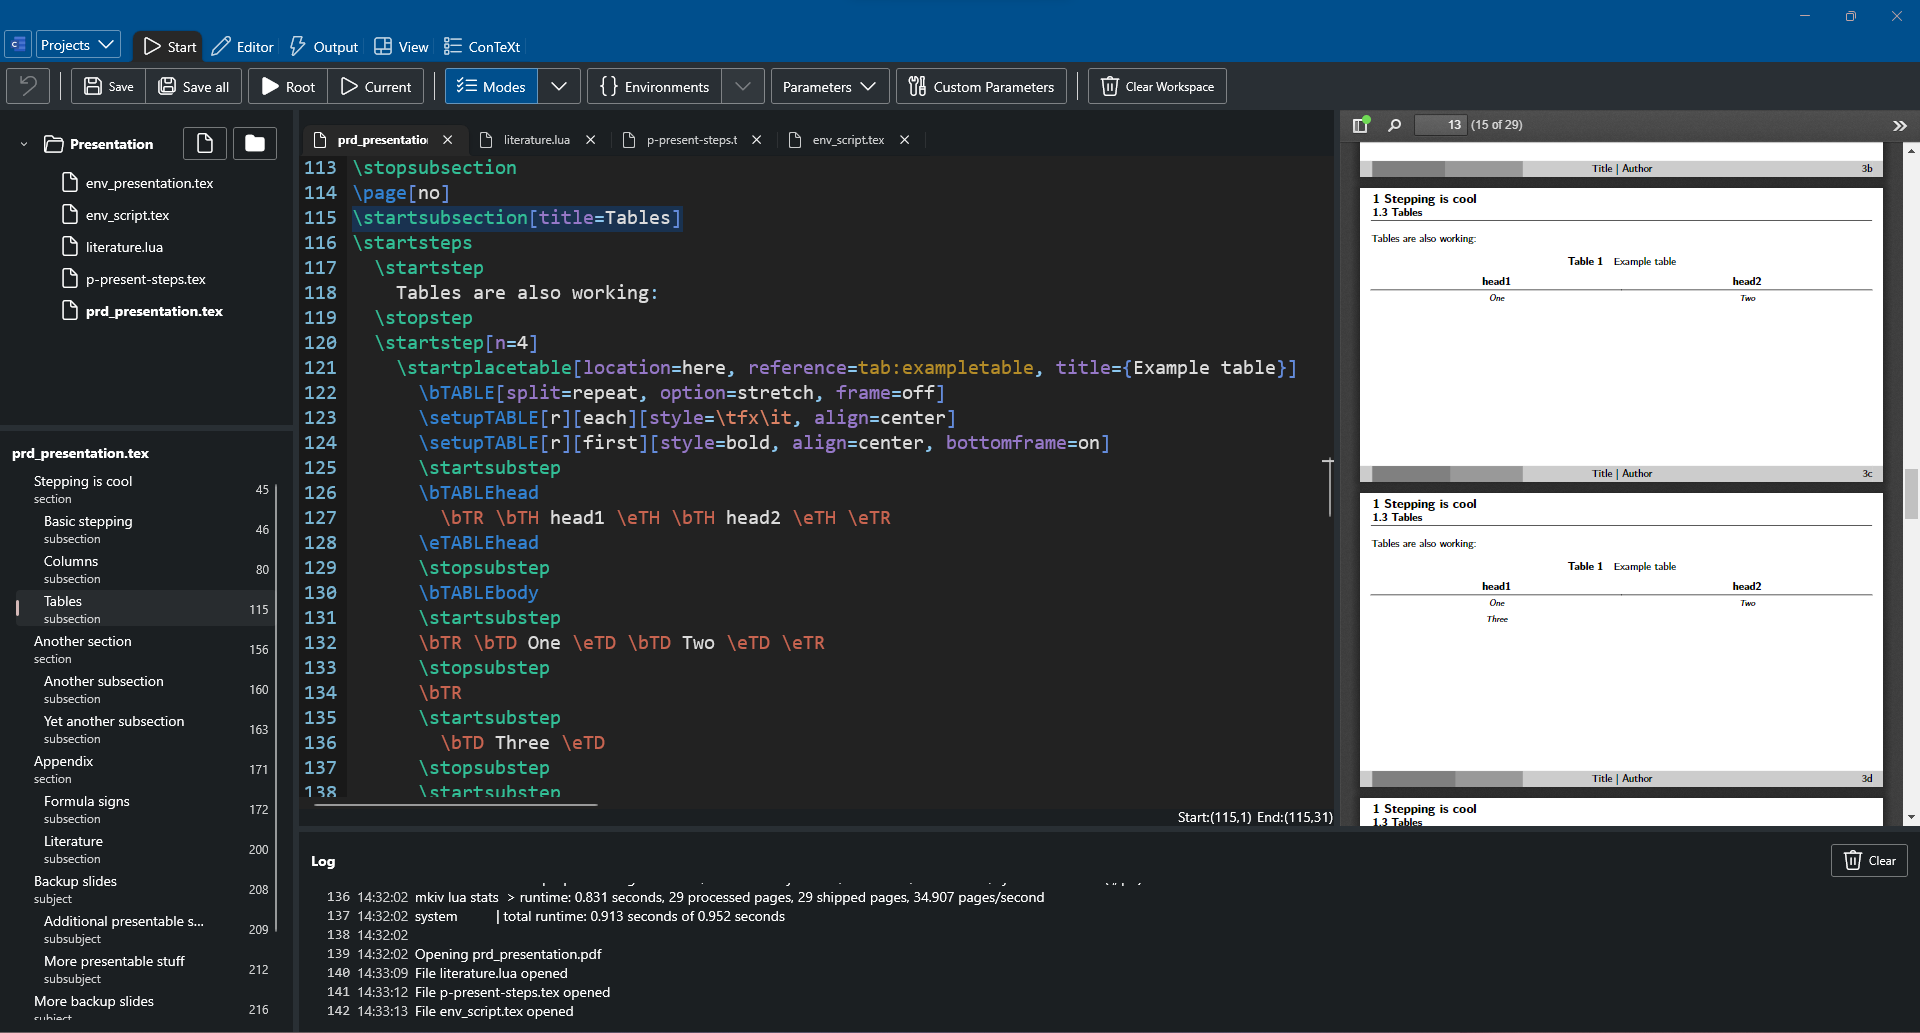 Projects
Start
Editor
Output
View
ConTeXt
Save
Save all
Root
Current
Modes
Environments
Parameters
Custom Parameters
Clear Workspace
Presentation
env_presentation.tex
env_script.tex
literature.lua
p-present-steps.tex
prd_presentation.tex
prd_presentation.tex
Stepping is cool
section
45
Basic stepping
subsection
46
Columns
subsection
80
Tables
subsection
115
Another section
section
156
Another subsection
subsection
160
Yet another subsection
subsection
163
Appendix
section
171
Formula signs
subsection
172
Literature
subsection
200
Backup slides
subject
208
Additional presentable s...
subsubject
209
More presentable stuff
subsubject
212
More backup slides
subject
216
prd_presentatio
literature.lua
p-present-steps.t
env_script.tex
113 \stopsubsection
114 \page[no]
115 \startsubsection[title=Tables]
116 \startsteps
117 \startstep
118 Tables are also working:
119 \stopstep
120 \startstep[n=4]
121 \startplacetable[location=here, reference=tab:exampletable, title={Example table}]
122 \bTABLE[split=repeat, option=stretch, frame=off]
123 \setupTABLE[r][each][style=\tfx\it, align=center]
124 \setupTABLE[r][first][style=bold, align=center, bottomframe=on]
125 \startsubstep
126 \bTABLEhead
127 \bTR \bTH head1 \eTH \bTH head2 \eTH \eTR
128 \eTABLEhead
129 \stopsubstep
130 \bTABLEbody
131 \startsubstep
132 \bTR \bTD One \eTD \bTD Two \eTD \eTR
133 \stopsubstep
134 \bTR
135 \startsubstep
136 \bTD Three \eTD
137 \stopsubstep
138 \startsubstep
Start:(115,1) End:(115,31)
13 (15 of 29)
Title | Author 3b
1 Stepping is cool
1.3 Tables
Tables are also working:
Table 1 Example table
head1 head2
One Two
Title | Author 3c
1 Stepping is cool
1.3 Tables
Tables are also working:
Table 1 Example table
head1 head2
One Two
Three
Title | Author 3d
1 Stepping is cool
1.3 Tables
Log
Clear
136 14:32:02 mkiv lua stats > runtime: 0.831 seconds, 29 processed pages, 29 shipped pages, 34.907 pages/second
137 14:32:02 system | total runtime: 0.913 seconds of 0.952 seconds
138 14:32:02
139 14:32:02 Opening prd_presentation.pdf
140 14:33:09 File literature.lua opened
141 14:33:12 File p-present-steps.tex opened
142 14:33:13 File env_script.tex opened